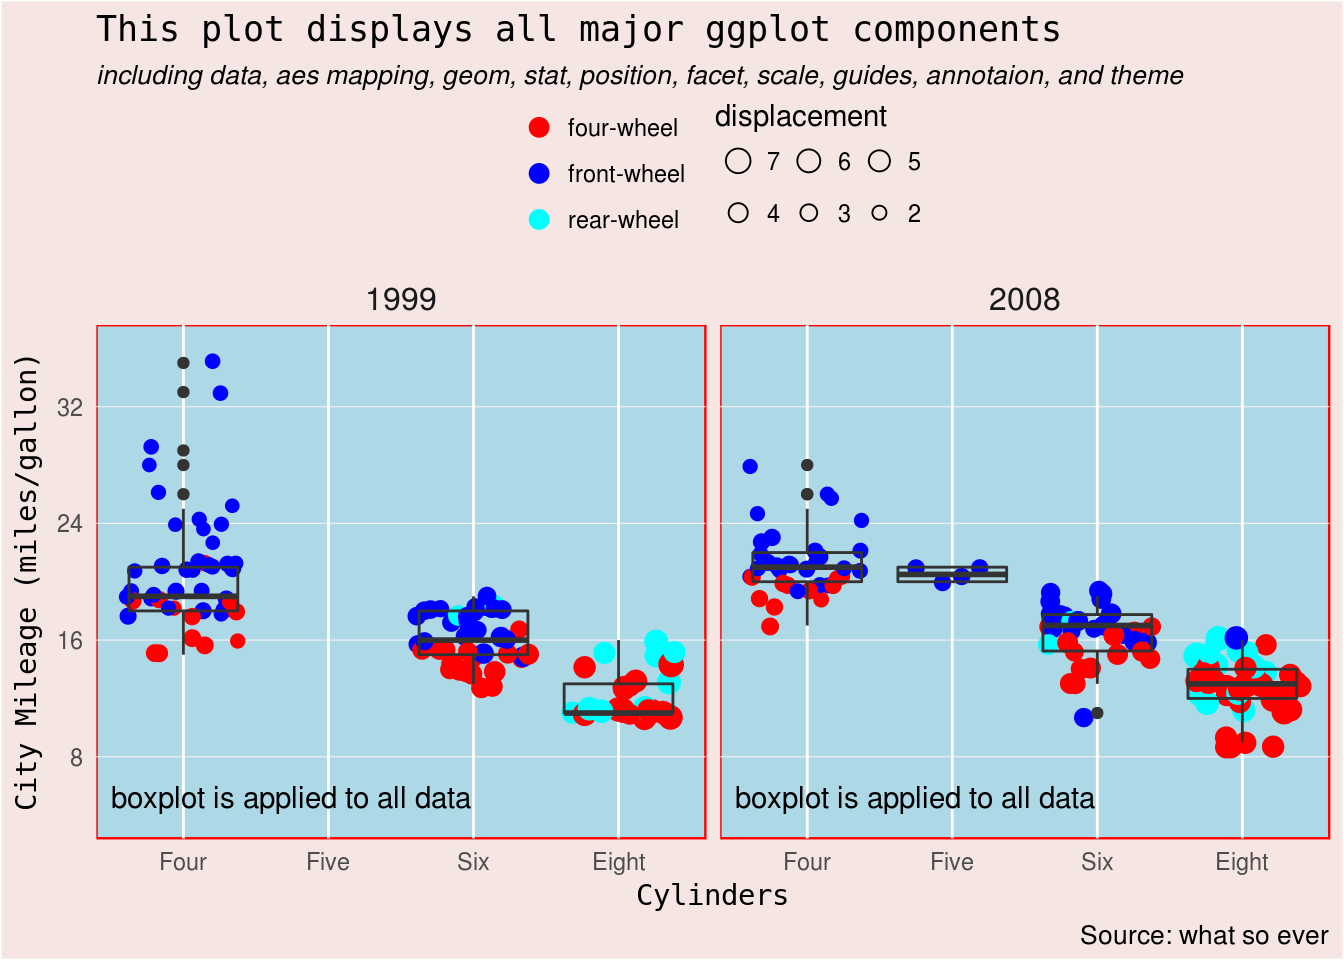 This plot displays all major ggplot components
including data, aes mapping, geom, stat, position, facet, scale, guides, annotaion, and theme
four-wheel
front-wheel
rear-wheel
displacement
7 6 5
4 3 2
1999
2008
City Mileage (miles/gallon)
32
24
16
8
boxplot is applied to all data
boxplot is applied to all data
Four Five Six Eight
Four Five Six Eight
Cylinders
Source: what so ever